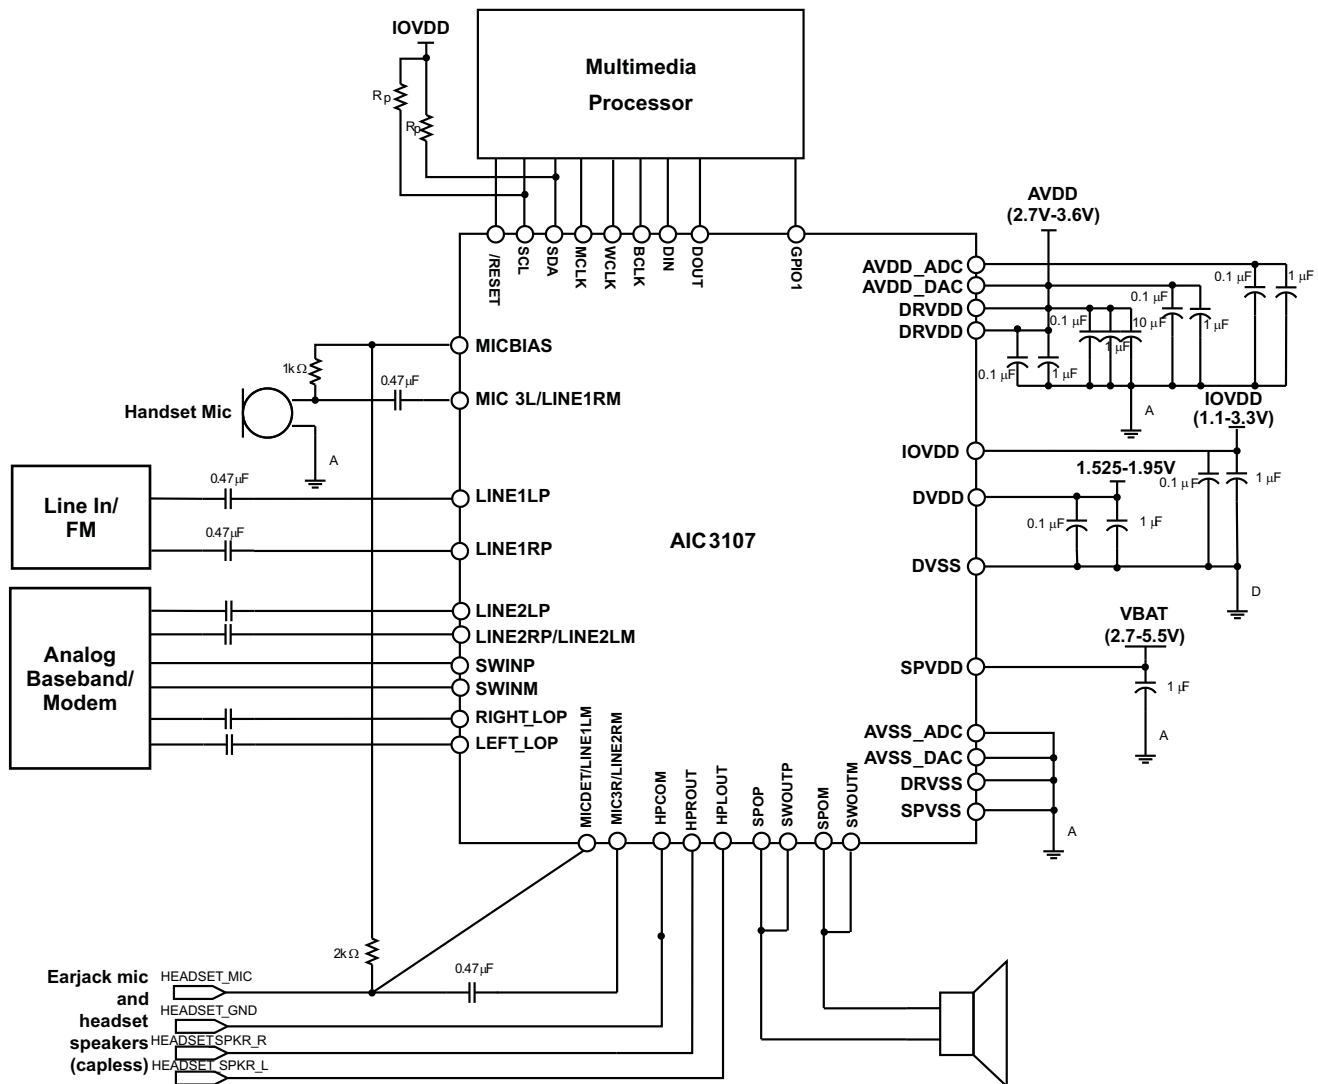 IOVDD
Rp
Rp
Multimedia
Processor
/RESET
SCL
SDA
MCLK
WCLK
BCLK
DIN
DOUT
GPIO1
AVDD
(2.7V-3.6V)
AVDD_ADC
AVDD_DAC
DRVDD
DRVDD
0.1 µF
1 µF
0.1 µF
1 µF
0.1 µF
1 µF
10 µF
0.1 µF
1 µF
A
MICBIAS
1kΩ
0.47µF
MIC 3L/LINE1RM
Handset Mic
A
IOVDD
(1.1-3.3V)
IOVDD
0.1 µF
1 µF
1.525-1.95V
DVDD
0.1 µF
1 µF
DVSS
D
Line In/
FM
0.47µF
LINE1LP
0.47µF
LINE1RP
AIC3107
Analog
Baseband/
Modem
LINE2LP
LINE2RP/LINE2LM
SWINP
SWINM
RIGHT_LOP
LEFT_LOP
VBAT
(2.7-5.5V)
SPVDD
1 µF
A
AVSS_ADC
AVSS_DAC
DRVSS
SPVSS
A
MICDET/LINE1LM
MIC3R/LINE2RM
HPCOM
HPROUT
HPLOUT
SPOP
SWOUTP
SPOM
SWOUTM
2kΩ
0.47µF
Earjack mic
and
headset
speakers
(capless)
HEADSET_MIC
HEADSET_GND
HEADSETSPKR_R
HEADSET_SPKR_L